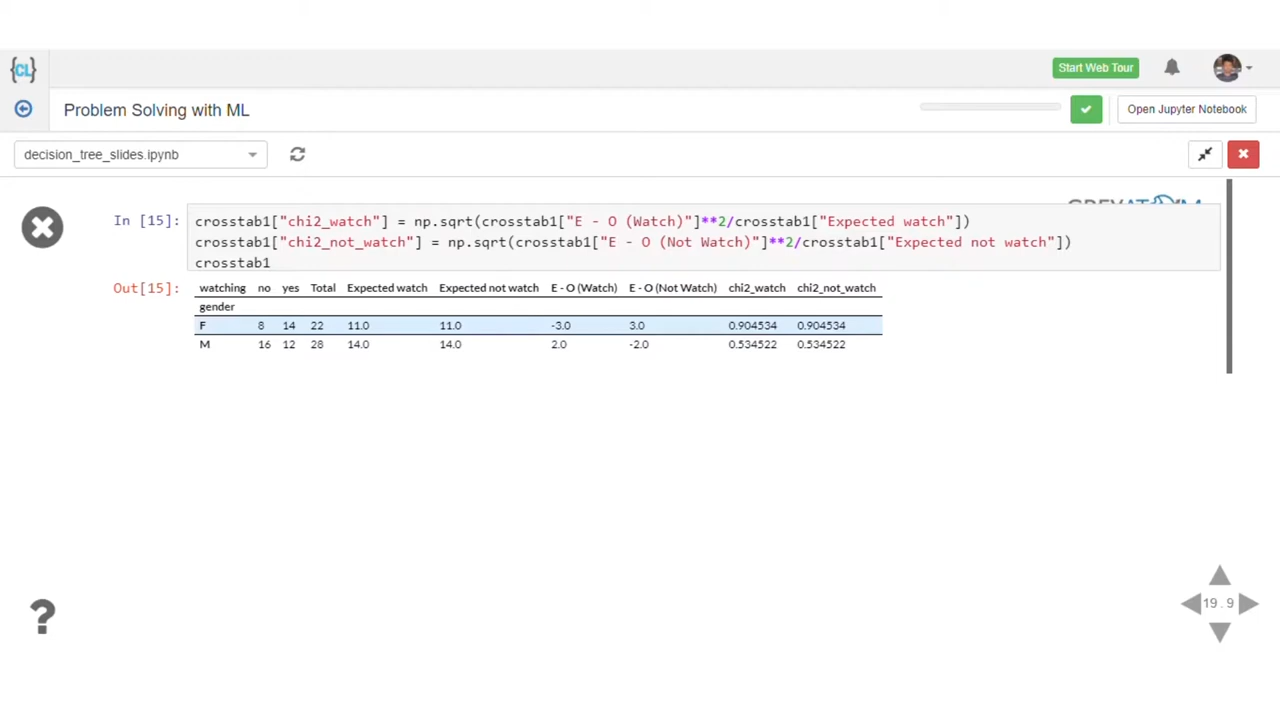 {CL}
Start Web Tour
Problem Solving with ML
Open Jupyter Notebook
decision_tree_slides.ipynb
In [15]: crosstab1["chi2_watch"] = np.sqrt(crosstab1["E - O (Watch)"]**2/crosstab1["Expected watch"])
crosstab1["chi2_not_watch"] = np.sqrt(crosstab1["E - O (Not Watch)"]**2/crosstab1["Expected not watch"])
crosstab1
Out[15]: watching no yes Total Expected watch Expected not watch E - O (Watch) E - O (Not Watch) chi2_watch chi2_not_watch
gender
F 8 14 22 11.0 11.0 -3.0 3.0 0.904534 0.904534
M 16 12 28 14.0 14.0 2.0 -2.0 0.534522 0.534522
19.9
?